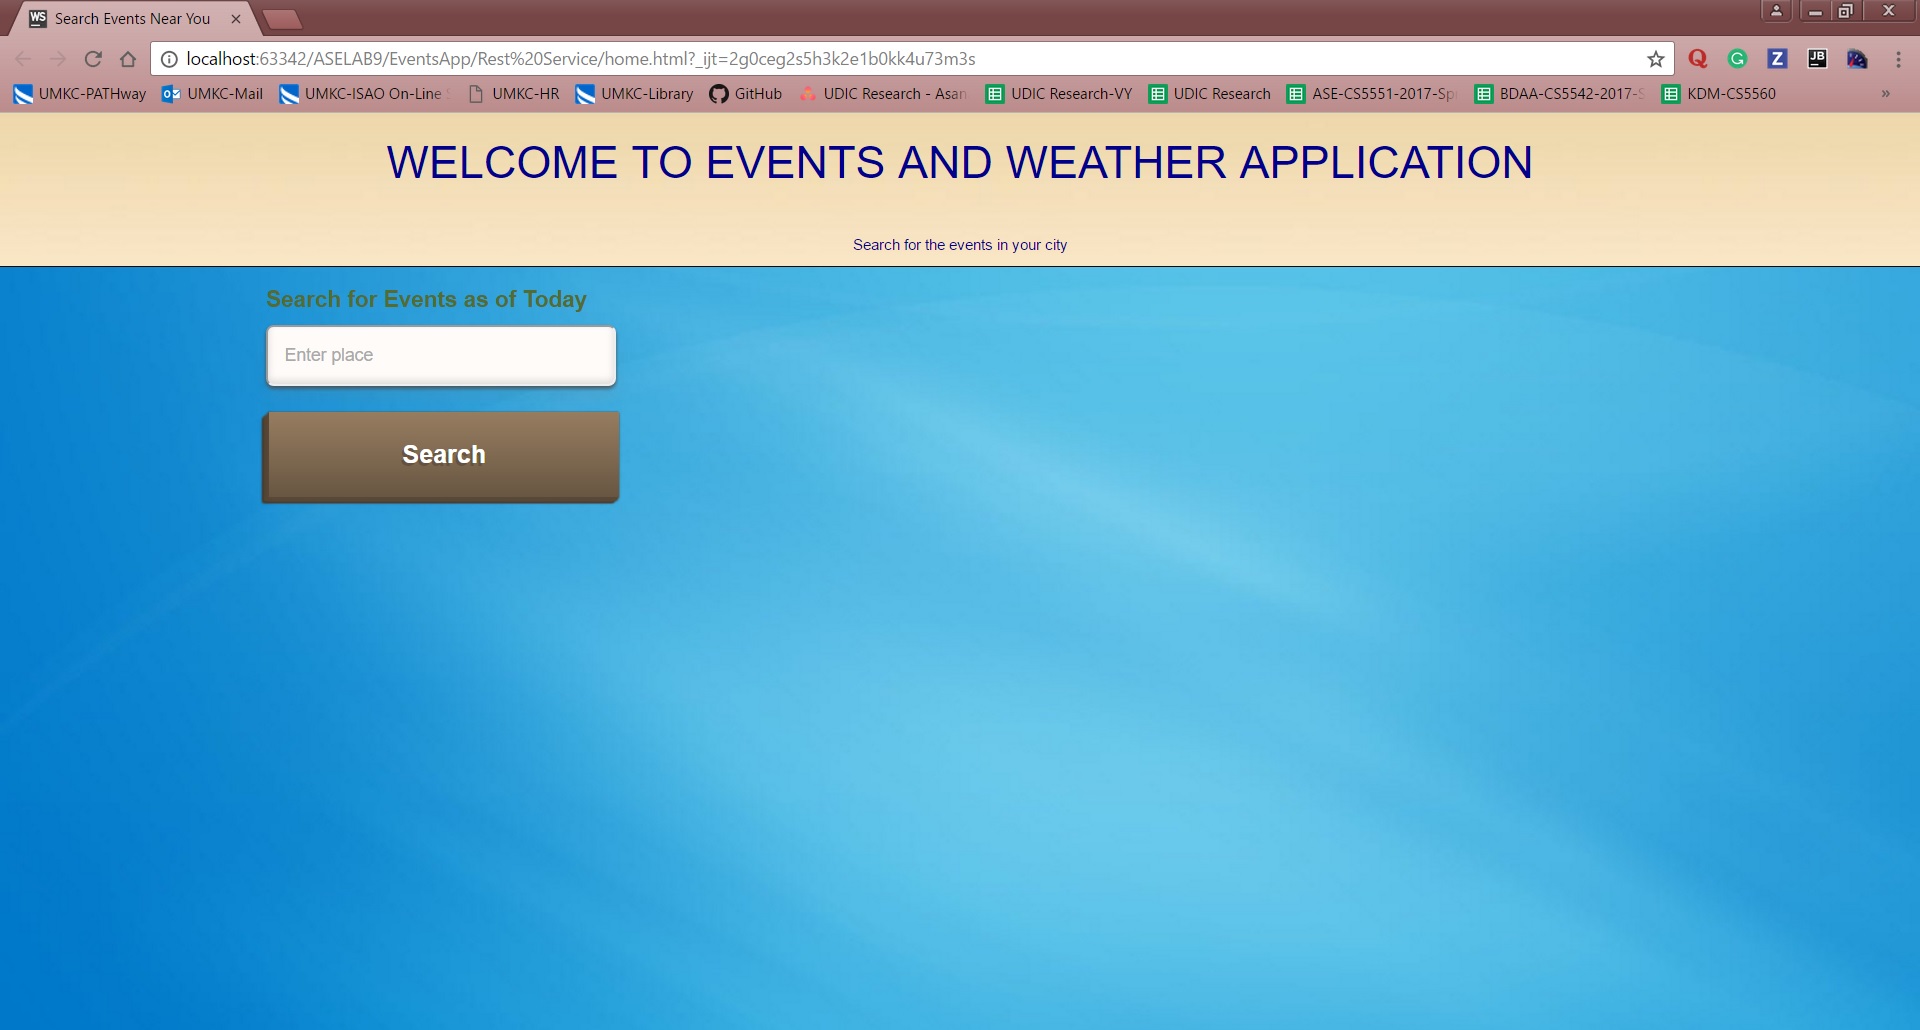 WS Search Events Near You
localhost:63342/ASELAB9/EventsApp/Rest%20Service/home.html?_ijt=2g0ceg2s5h3k2e1b0kk4u73m3s
Q G Z JB
UMKC-PATHway UMKC-Mail UMKC-ISAO On-Line UMKC-HR UMKC-Library GitHub UDIC Research - Asan UDIC Research-VY UDIC Research ASE-CS5551-2017-Sp BDAA-CS5542-2017-S KDM-CS5560 »
WELCOME TO EVENTS AND WEATHER APPLICATION
Search for the events in your city
Search for Events as of Today
Enter place
Search